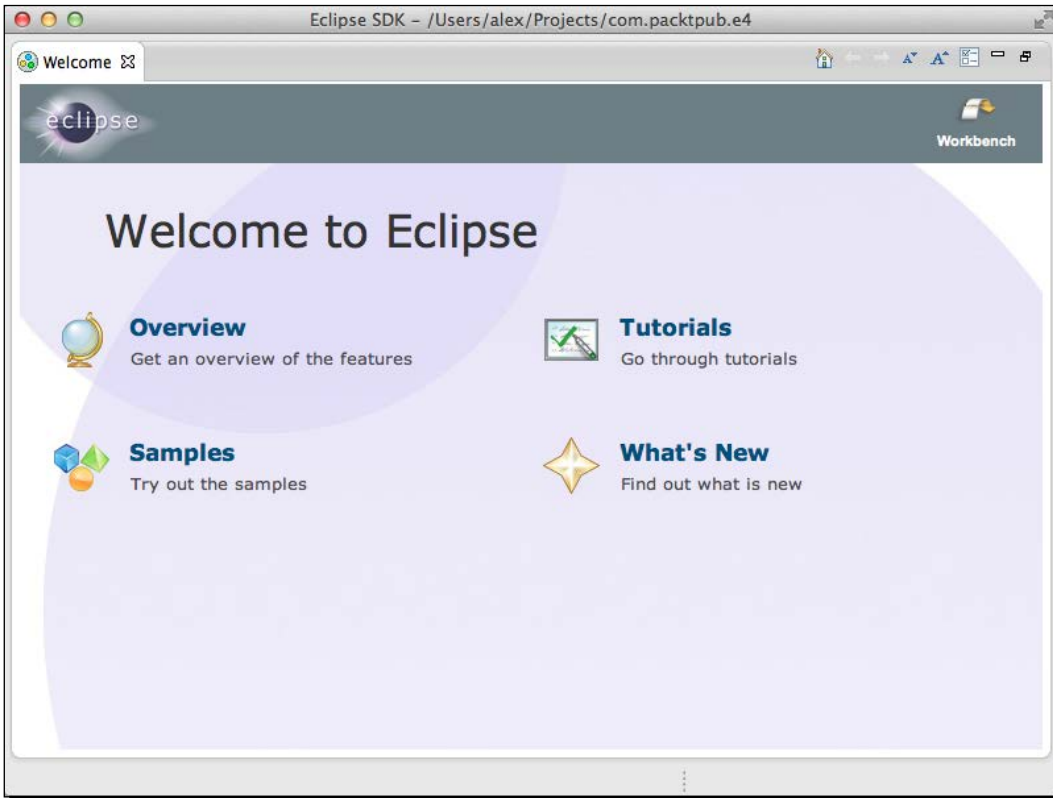 Eclipse SDK – /Users/alex/Projects/com.packtpub.e4
Welcome
eclipse
Workbench
Welcome to Eclipse
Overview
Get an overview of the features
Tutorials
Go through tutorials
Samples
Try out the samples
What's New
Find out what is new